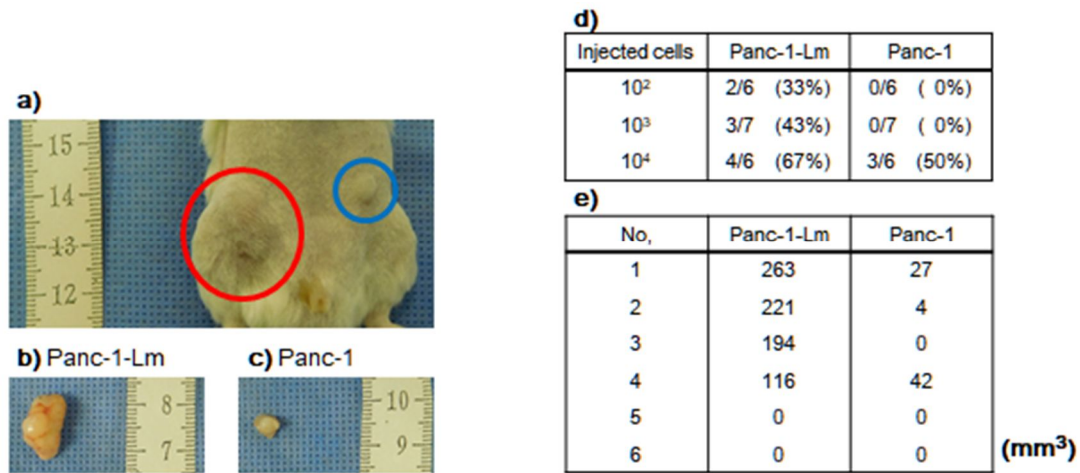 a)
15
14
13
12
b) Panc-1-Lm
8
7
c) Panc-1
10
9
d)
Injected cells Panc-1-Lm Panc-1
10² 2/6 (33%) 0/6 ( 0%)
10³ 3/7 (43%) 0/7 ( 0%)
10⁴ 4/6 (67%) 3/6 (50%)
e)
No, Panc-1-Lm Panc-1
1 263 27
2 221 4
3 194 0
4 116 42
5 0 0
6 0 0
(mm³)